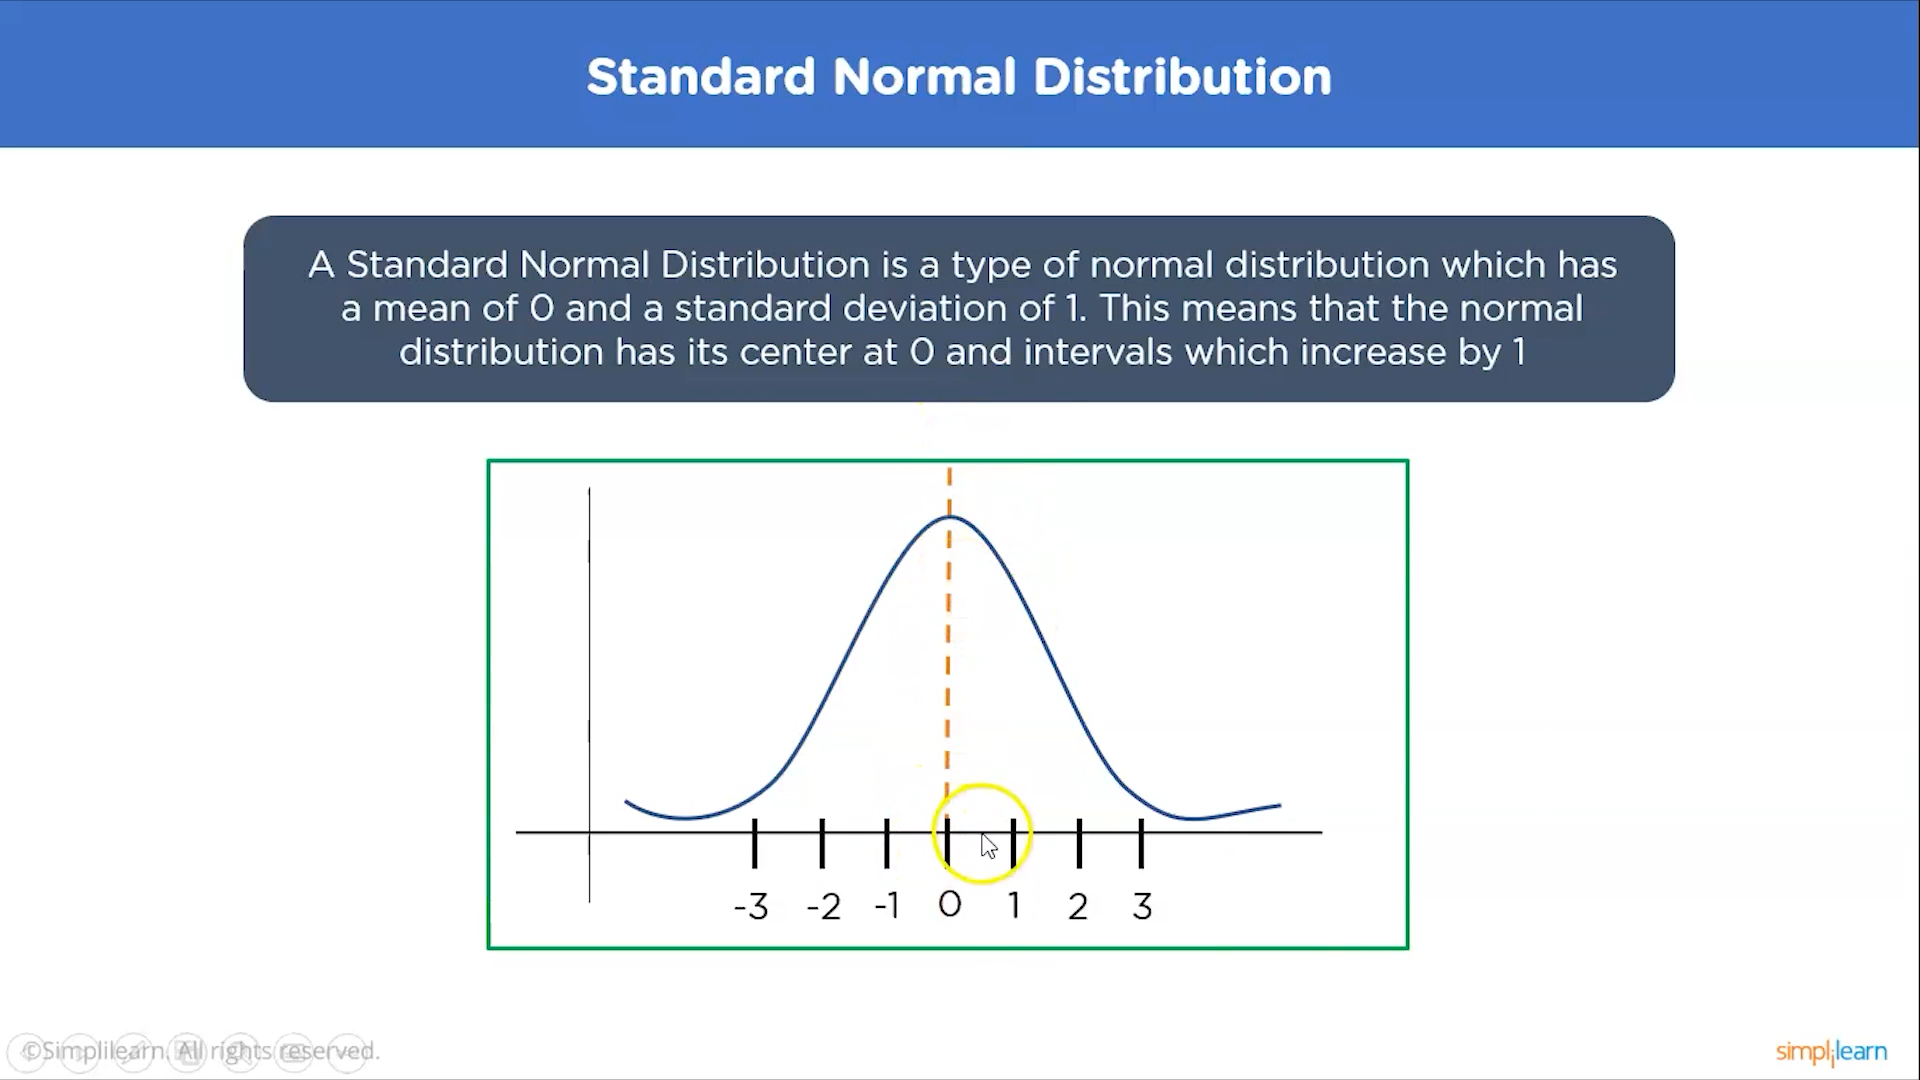 Standard Normal Distribution
A Standard Normal Distribution is a type of normal distribution which has
a mean of 0 and a standard deviation of 1. This means that the normal
distribution has its center at 0 and intervals which increase by 1
-3 -2 -1 0 1 2 3
©Simplilearn. All rights reserved.
simplilearn